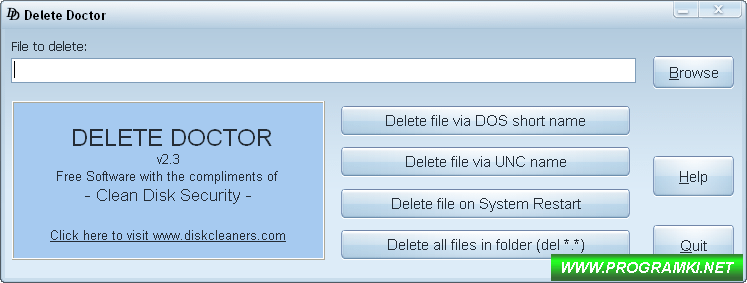 DD Delete Doctor
File to delete:
Browse
DELETE DOCTOR
v2.3
Free Software with the compliments of
- Clean Disk Security -
Click here to visit www.diskcleaners.com
Delete file via DOS short name
Delete file via UNC name
Delete file on System Restart
Delete all files in folder (del *.*)
Help
Quit
WWW.PROGRAMKI.NET